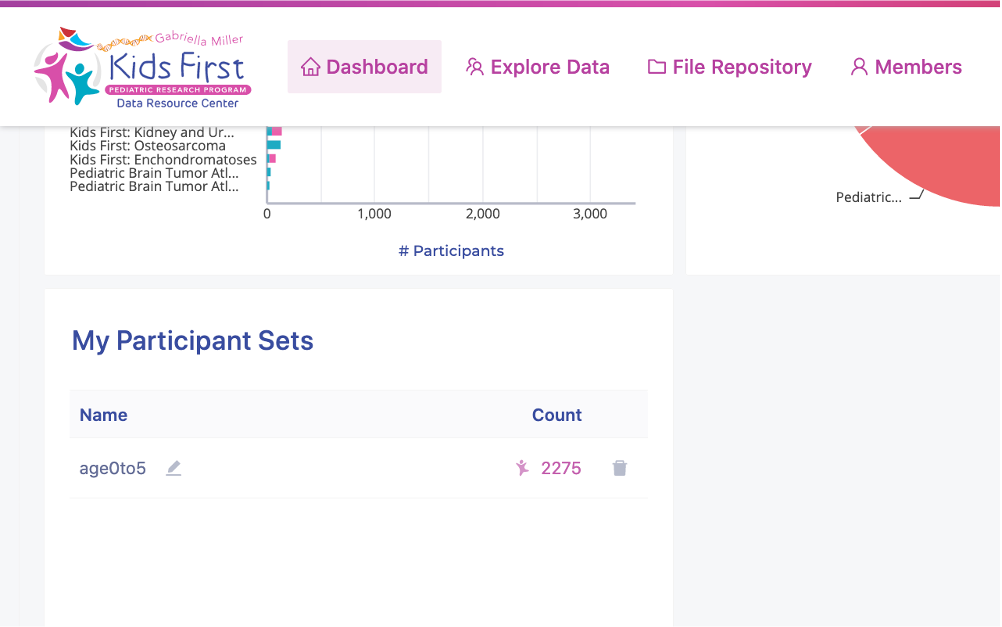 Gabriella Miller
Kids First
PEDIATRIC RESEARCH PROGRAM
Data Resource Center
Dashboard
Explore Data
File Repository
Members
Kids First: Kidney and Ur...
Kids First: Osteosarcoma
Kids First: Enchondromatoses
Pediatric Brain Tumor Atl...
Pediatric Brain Tumor Atl...
0 1,000 2,000 3,000
# Participants
Pediatric...
My Participant Sets
Name Count
age0to5 2275